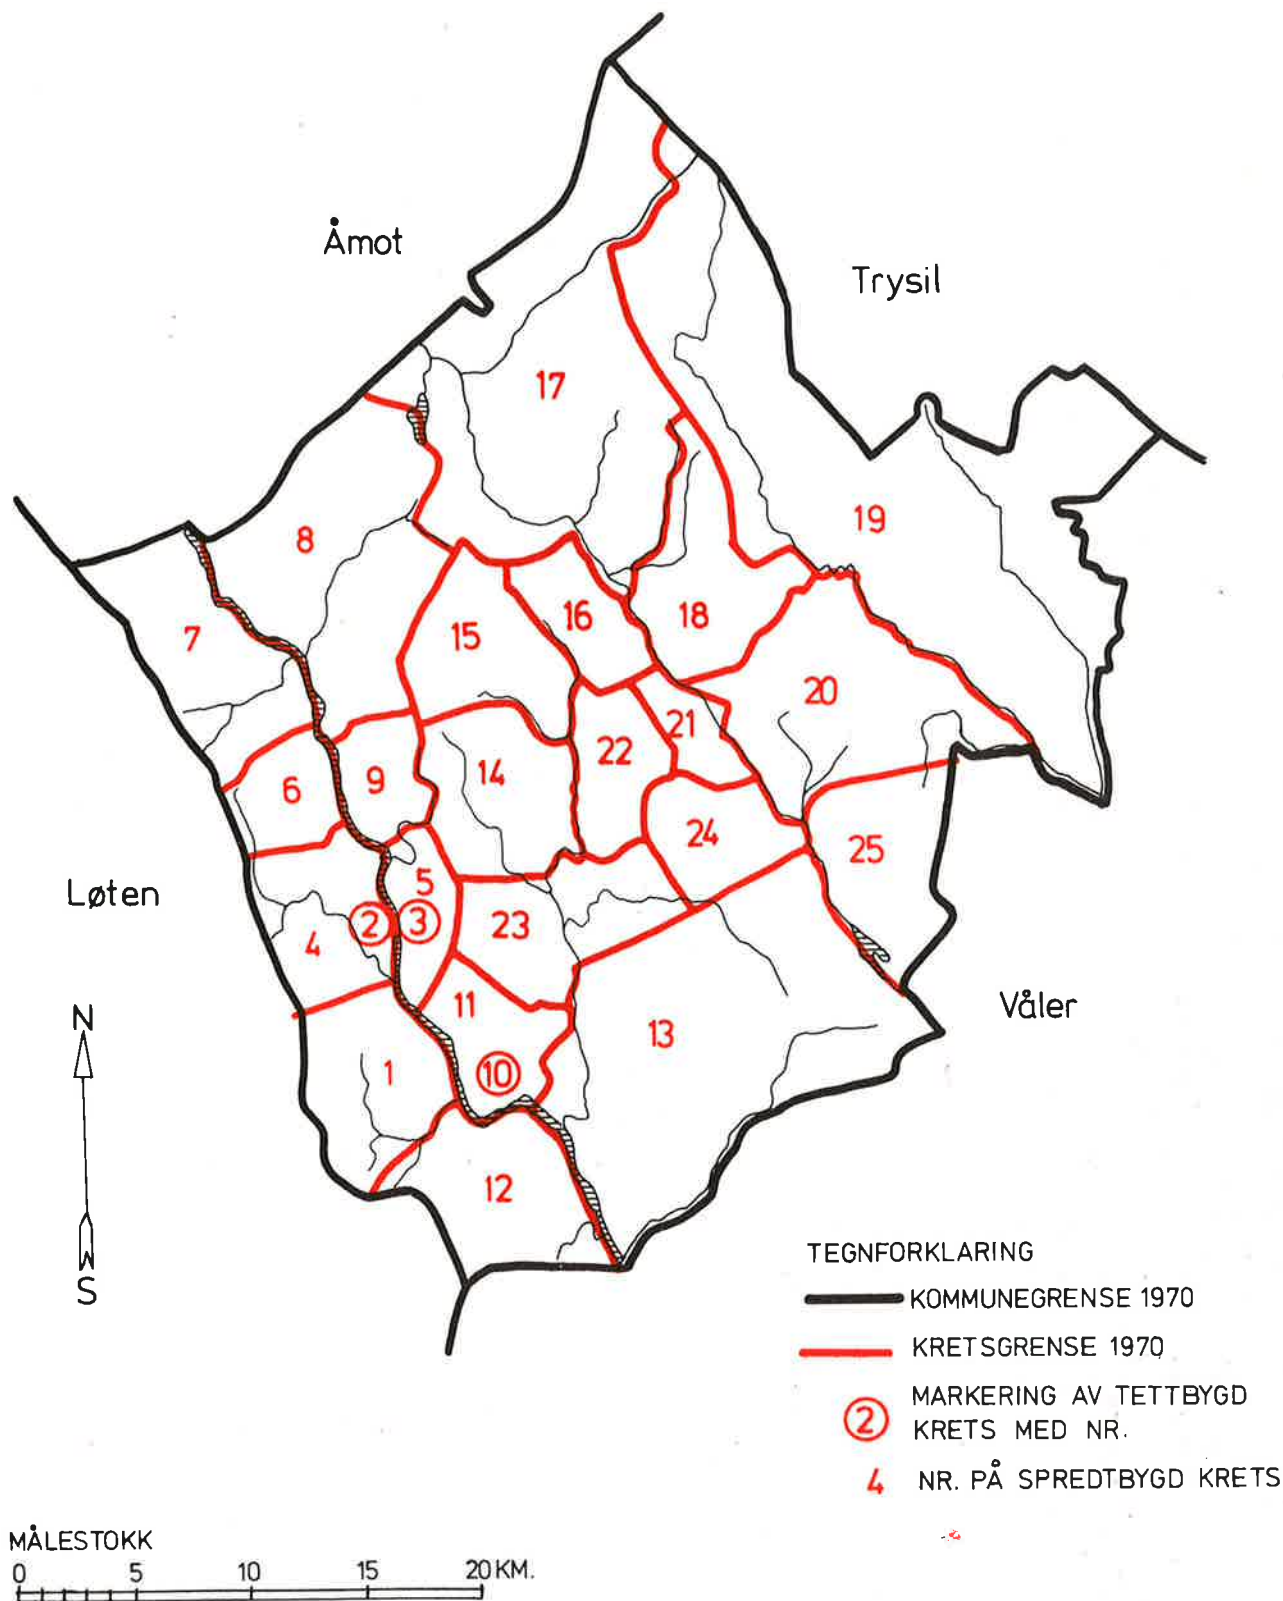 Åmot
Trysil
17
19
8
7
15
16
18
20
21
22
14
9
6
24
25
5
Løten
2
3
23
4
11
N
Våler
13
1
10
12
S
TEGNFORKLARING
KOMMUNEGRENSE 1970
KRETSGRENSE 1970
2 MARKERING AV TETTBYGD
KRETS MED NR.
4 NR. PÅ SPREDTBYGD KRETS
MÅLESTOKK
0 5 10 15 20 KM.